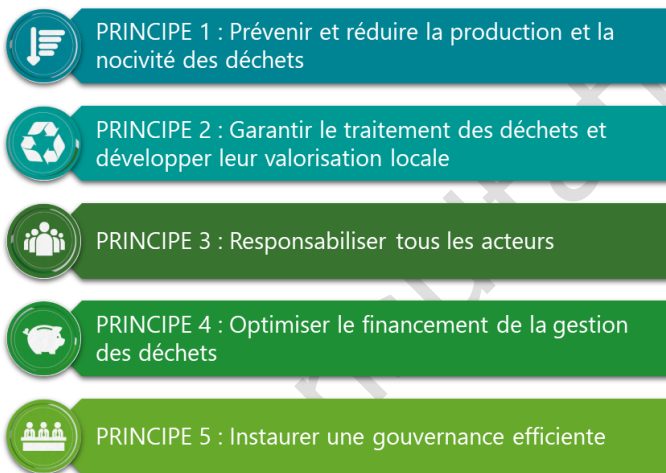 PRINCIPE 1 : Prévenir et réduire la production et la
nocivité des déchets
PRINCIPE 2 : Garantir le traitement des déchets et
développer leur valorisation locale
PRINCIPE 3 : Responsabiliser tous les acteurs
PRINCIPE 4 : Optimiser le financement de la gestion
des déchets
PRINCIPE 5 : Instaurer une gouvernance efficiente